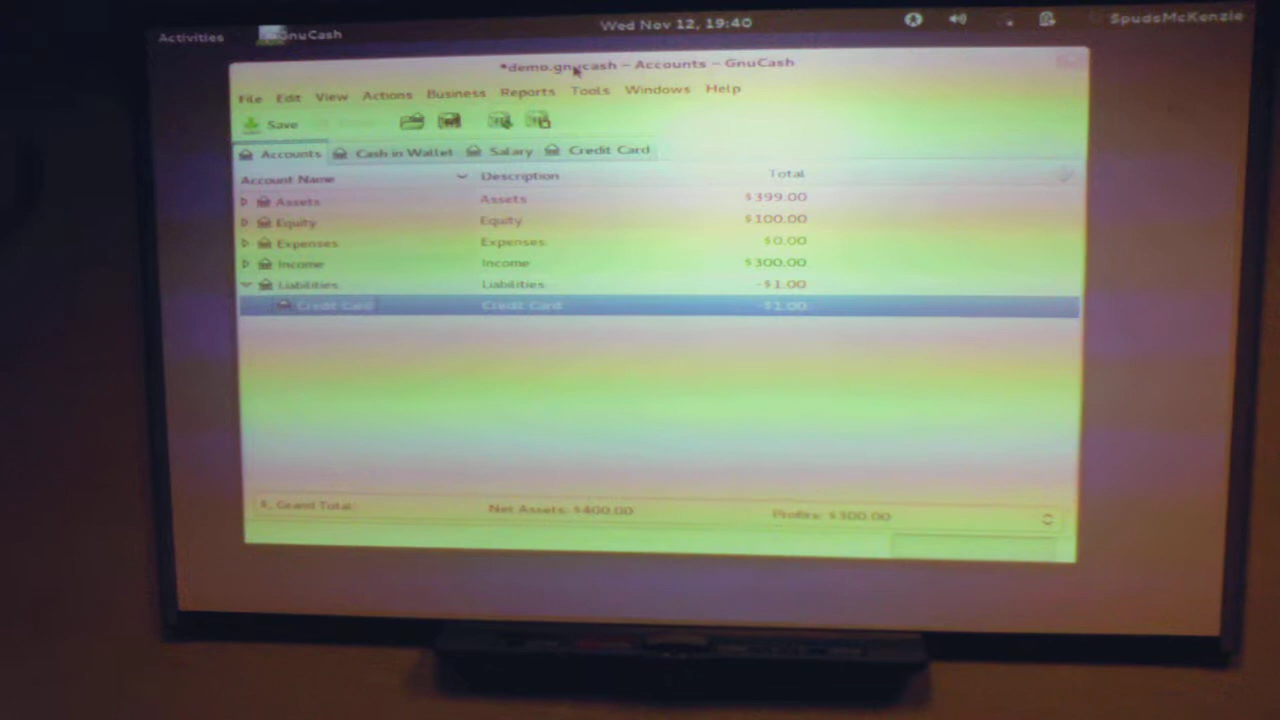 Activities GnuCash Wed Nov 12, 19:40 SpudsMcKenzie
*demo.gnucash – Accounts – GnuCash
File Edit View Actions Business Reports Tools Windows Help
Save
Accounts Cash in Wallet Salary Credit Card
Account Name Description Total
Assets Assets $399.00
Equity Equity $100.00
Expenses Expenses $0.00
Income Income $300.00
Liabilities Liabilities -$1.00
Credit Card Credit Card -$1.00
$, Grand Total: Net Assets: $400.00 Profits: $300.00